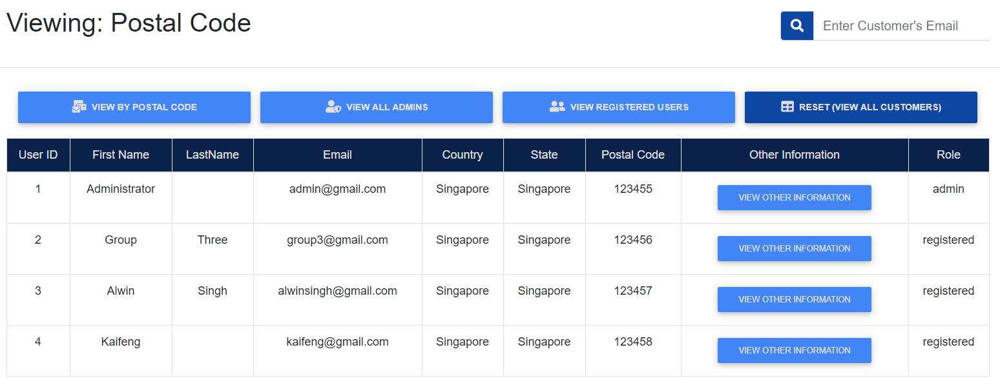 Viewing: Postal Code
Enter Customer's Email
VIEW BY POSTAL CODE VIEW ALL ADMINS VIEW REGISTERED USERS RESET (VIEW ALL CUSTOMERS)
User ID First Name LastName Email Country State Postal Code Other Information Role
1 Administrator admin@gmail.com Singapore Singapore 123455 VIEW OTHER INFORMATION admin
2 Group Three group3@gmail.com Singapore Singapore 123456 VIEW OTHER INFORMATION registered
3 Alwin Singh alwinsingh@gmail.com Singapore Singapore 123457 VIEW OTHER INFORMATION registered
4 Kaifeng kaifeng@gmail.com Singapore Singapore 123458 VIEW OTHER INFORMATION registered